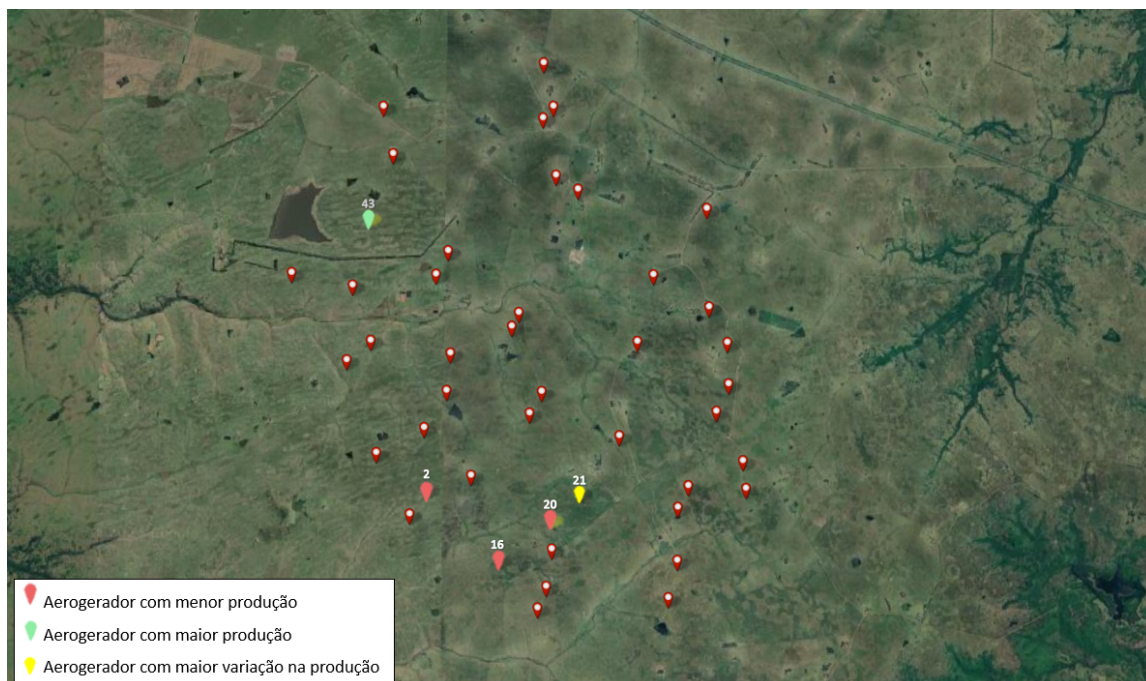 43
2
21
20
16
Aerogerador com menor produção
Aerogerador com maior produção
Aerogerador com maior variação na produção